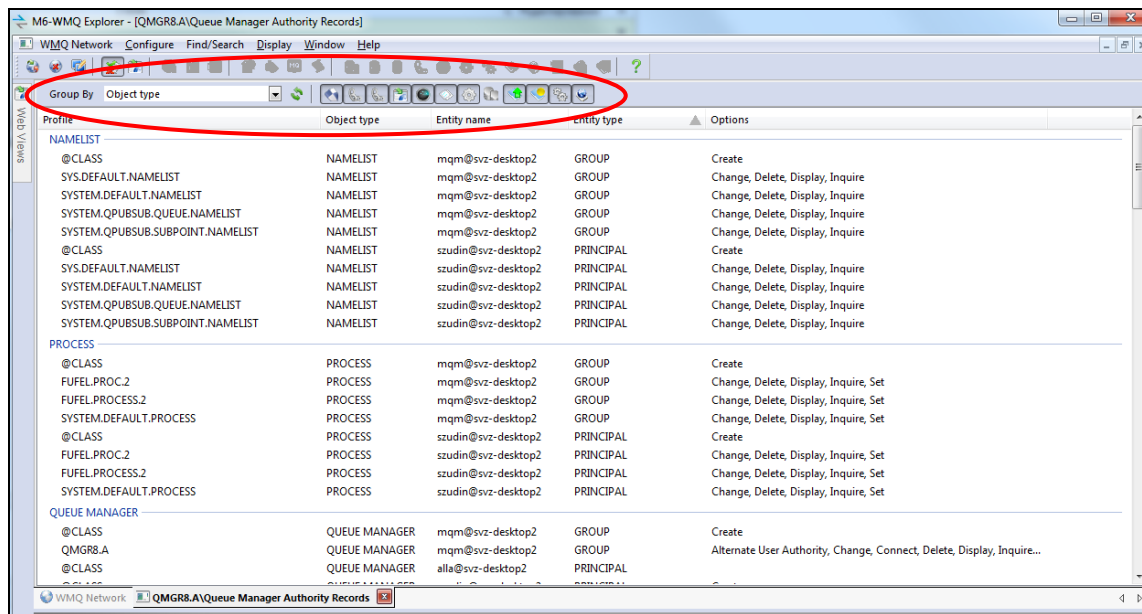 M6-WMQ Explorer - [QMGR8.A\Queue Manager Authority Records]
WMQ Network Configure Find/Search Display Window Help
Group By Object type
Web Views
Profile Object type Entity name Entity type Options
NAMELIST
@CLASS NAMELIST mqm@svz-desktop2 GROUP Create
SYS.DEFAULT.NAMELIST NAMELIST mqm@svz-desktop2 GROUP Change, Delete, Display, Inquire
SYSTEM.DEFAULT.NAMELIST NAMELIST mqm@svz-desktop2 GROUP Change, Delete, Display, Inquire
SYSTEM.QPUBSUB.QUEUE.NAMELIST NAMELIST mqm@svz-desktop2 GROUP Change, Delete, Display, Inquire
SYSTEM.QPUBSUB.SUBPOINT.NAMELIST NAMELIST mqm@svz-desktop2 GROUP Change, Delete, Display, Inquire
@CLASS NAMELIST szudin@svz-desktop2 PRINCIPAL Create
SYS.DEFAULT.NAMELIST NAMELIST szudin@svz-desktop2 PRINCIPAL Change, Delete, Display, Inquire
SYSTEM.DEFAULT.NAMELIST NAMELIST szudin@svz-desktop2 PRINCIPAL Change, Delete, Display, Inquire
SYSTEM.QPUBSUB.QUEUE.NAMELIST NAMELIST szudin@svz-desktop2 PRINCIPAL Change, Delete, Display, Inquire
SYSTEM.QPUBSUB.SUBPOINT.NAMELIST NAMELIST szudin@svz-desktop2 PRINCIPAL Change, Delete, Display, Inquire
PROCESS
@CLASS PROCESS mqm@svz-desktop2 GROUP Create
FUFEL.PROC.2 PROCESS mqm@svz-desktop2 GROUP Change, Delete, Display, Inquire, Set
FUFEL.PROCESS.2 PROCESS mqm@svz-desktop2 GROUP Change, Delete, Display, Inquire, Set
SYSTEM.DEFAULT.PROCESS PROCESS mqm@svz-desktop2 GROUP Change, Delete, Display, Inquire, Set
@CLASS PROCESS szudin@svz-desktop2 PRINCIPAL Create
FUFEL.PROC.2 PROCESS szudin@svz-desktop2 PRINCIPAL Change, Delete, Display, Inquire, Set
FUFEL.PROCESS.2 PROCESS szudin@svz-desktop2 PRINCIPAL Change, Delete, Display, Inquire, Set
SYSTEM.DEFAULT.PROCESS PROCESS szudin@svz-desktop2 PRINCIPAL Change, Delete, Display, Inquire, Set
QUEUE MANAGER
@CLASS QUEUE MANAGER mqm@svz-desktop2 GROUP Create
QMGR8.A QUEUE MANAGER mqm@svz-desktop2 GROUP Alternate User Authority, Change, Connect, Delete, Display, Inquire...
@CLASS QUEUE MANAGER alla@svz-desktop2 PRINCIPAL
WMQ Network QMGR8.A\Queue Manager Authority Records